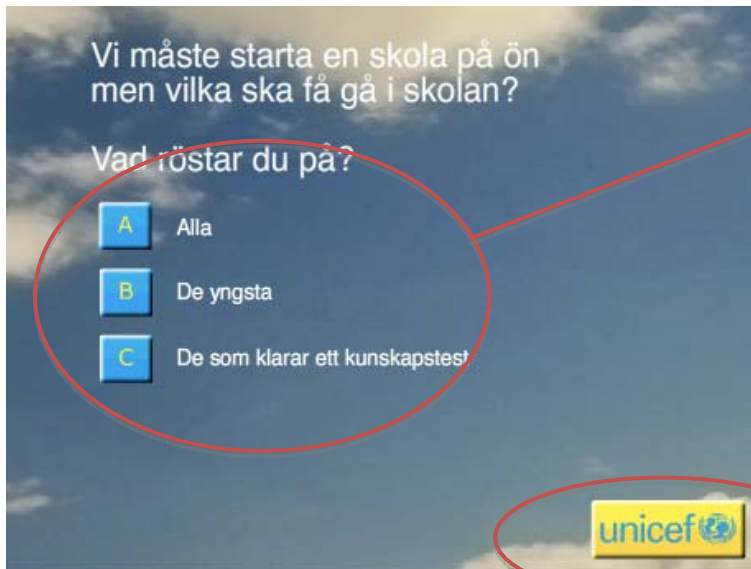 Vi måste starta en skola på ön
men vilka ska få gå i skolan?
Vad röstar du på?
A Alla
B De yngsta
C De som klarar ett kunskapstest
unicef